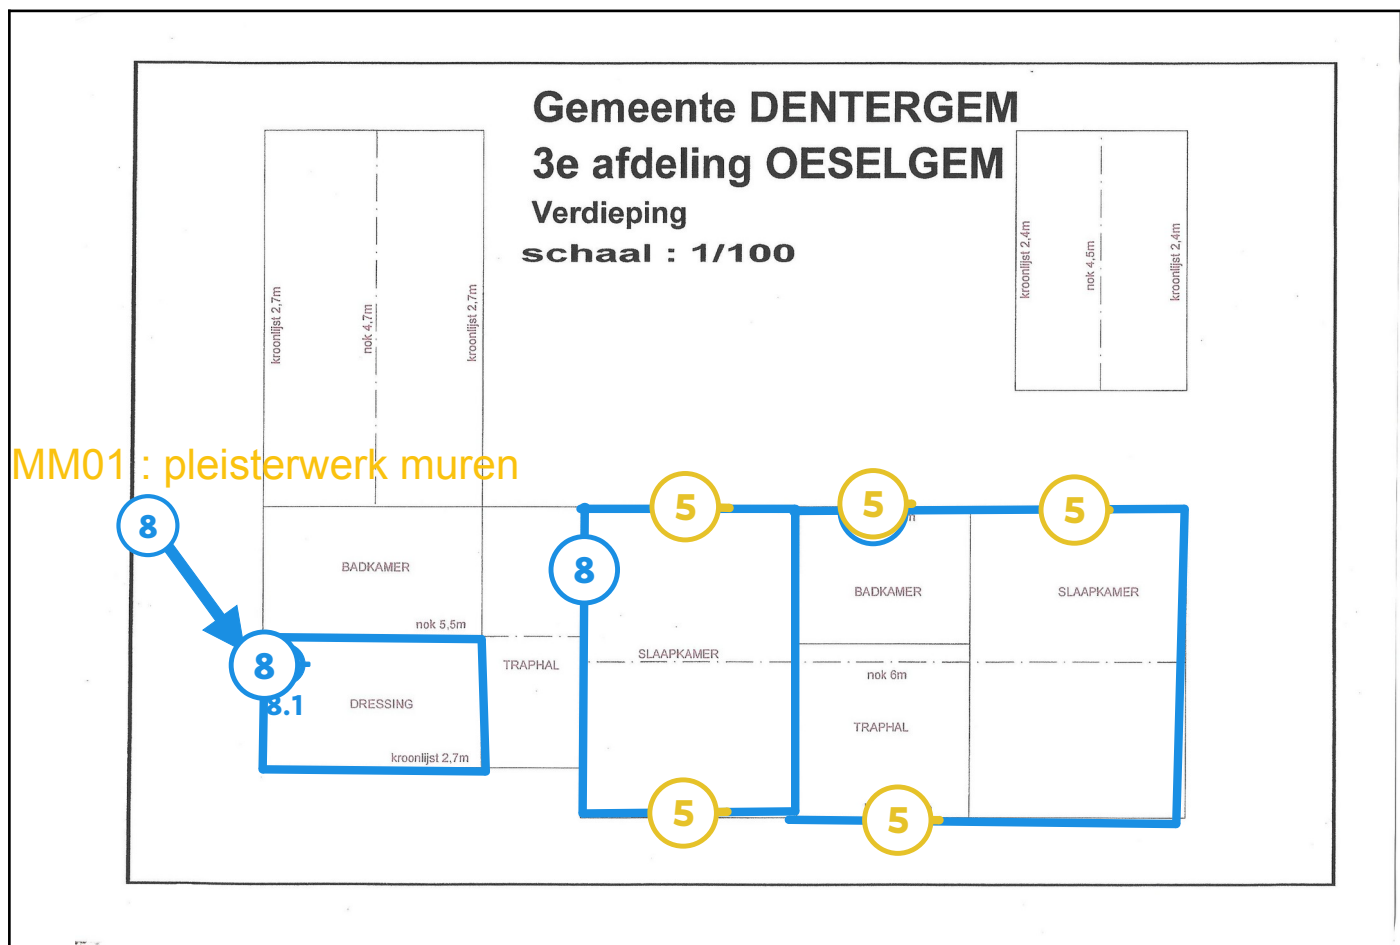 Gemeente DENTERGEM
3e afdeling OESELGEM
Verdieping
schaal : 1/100
kroonlijst 2,7m
nok 4,7m
kroonlijst 2,7m
kroonlijst 2,4m
nok 4,5m
kroonlijst 2,4m
MM01 : pleisterwerk muren
8
5
5
5
8
BADKAMER
BADKAMER
SLAAPKAMER
nok 5,5m
8
SLAAPKAMER
TRAPHAL
nok 6m
8.1
DRESSING
TRAPHAL
kroonlijst 2,7m
5
5